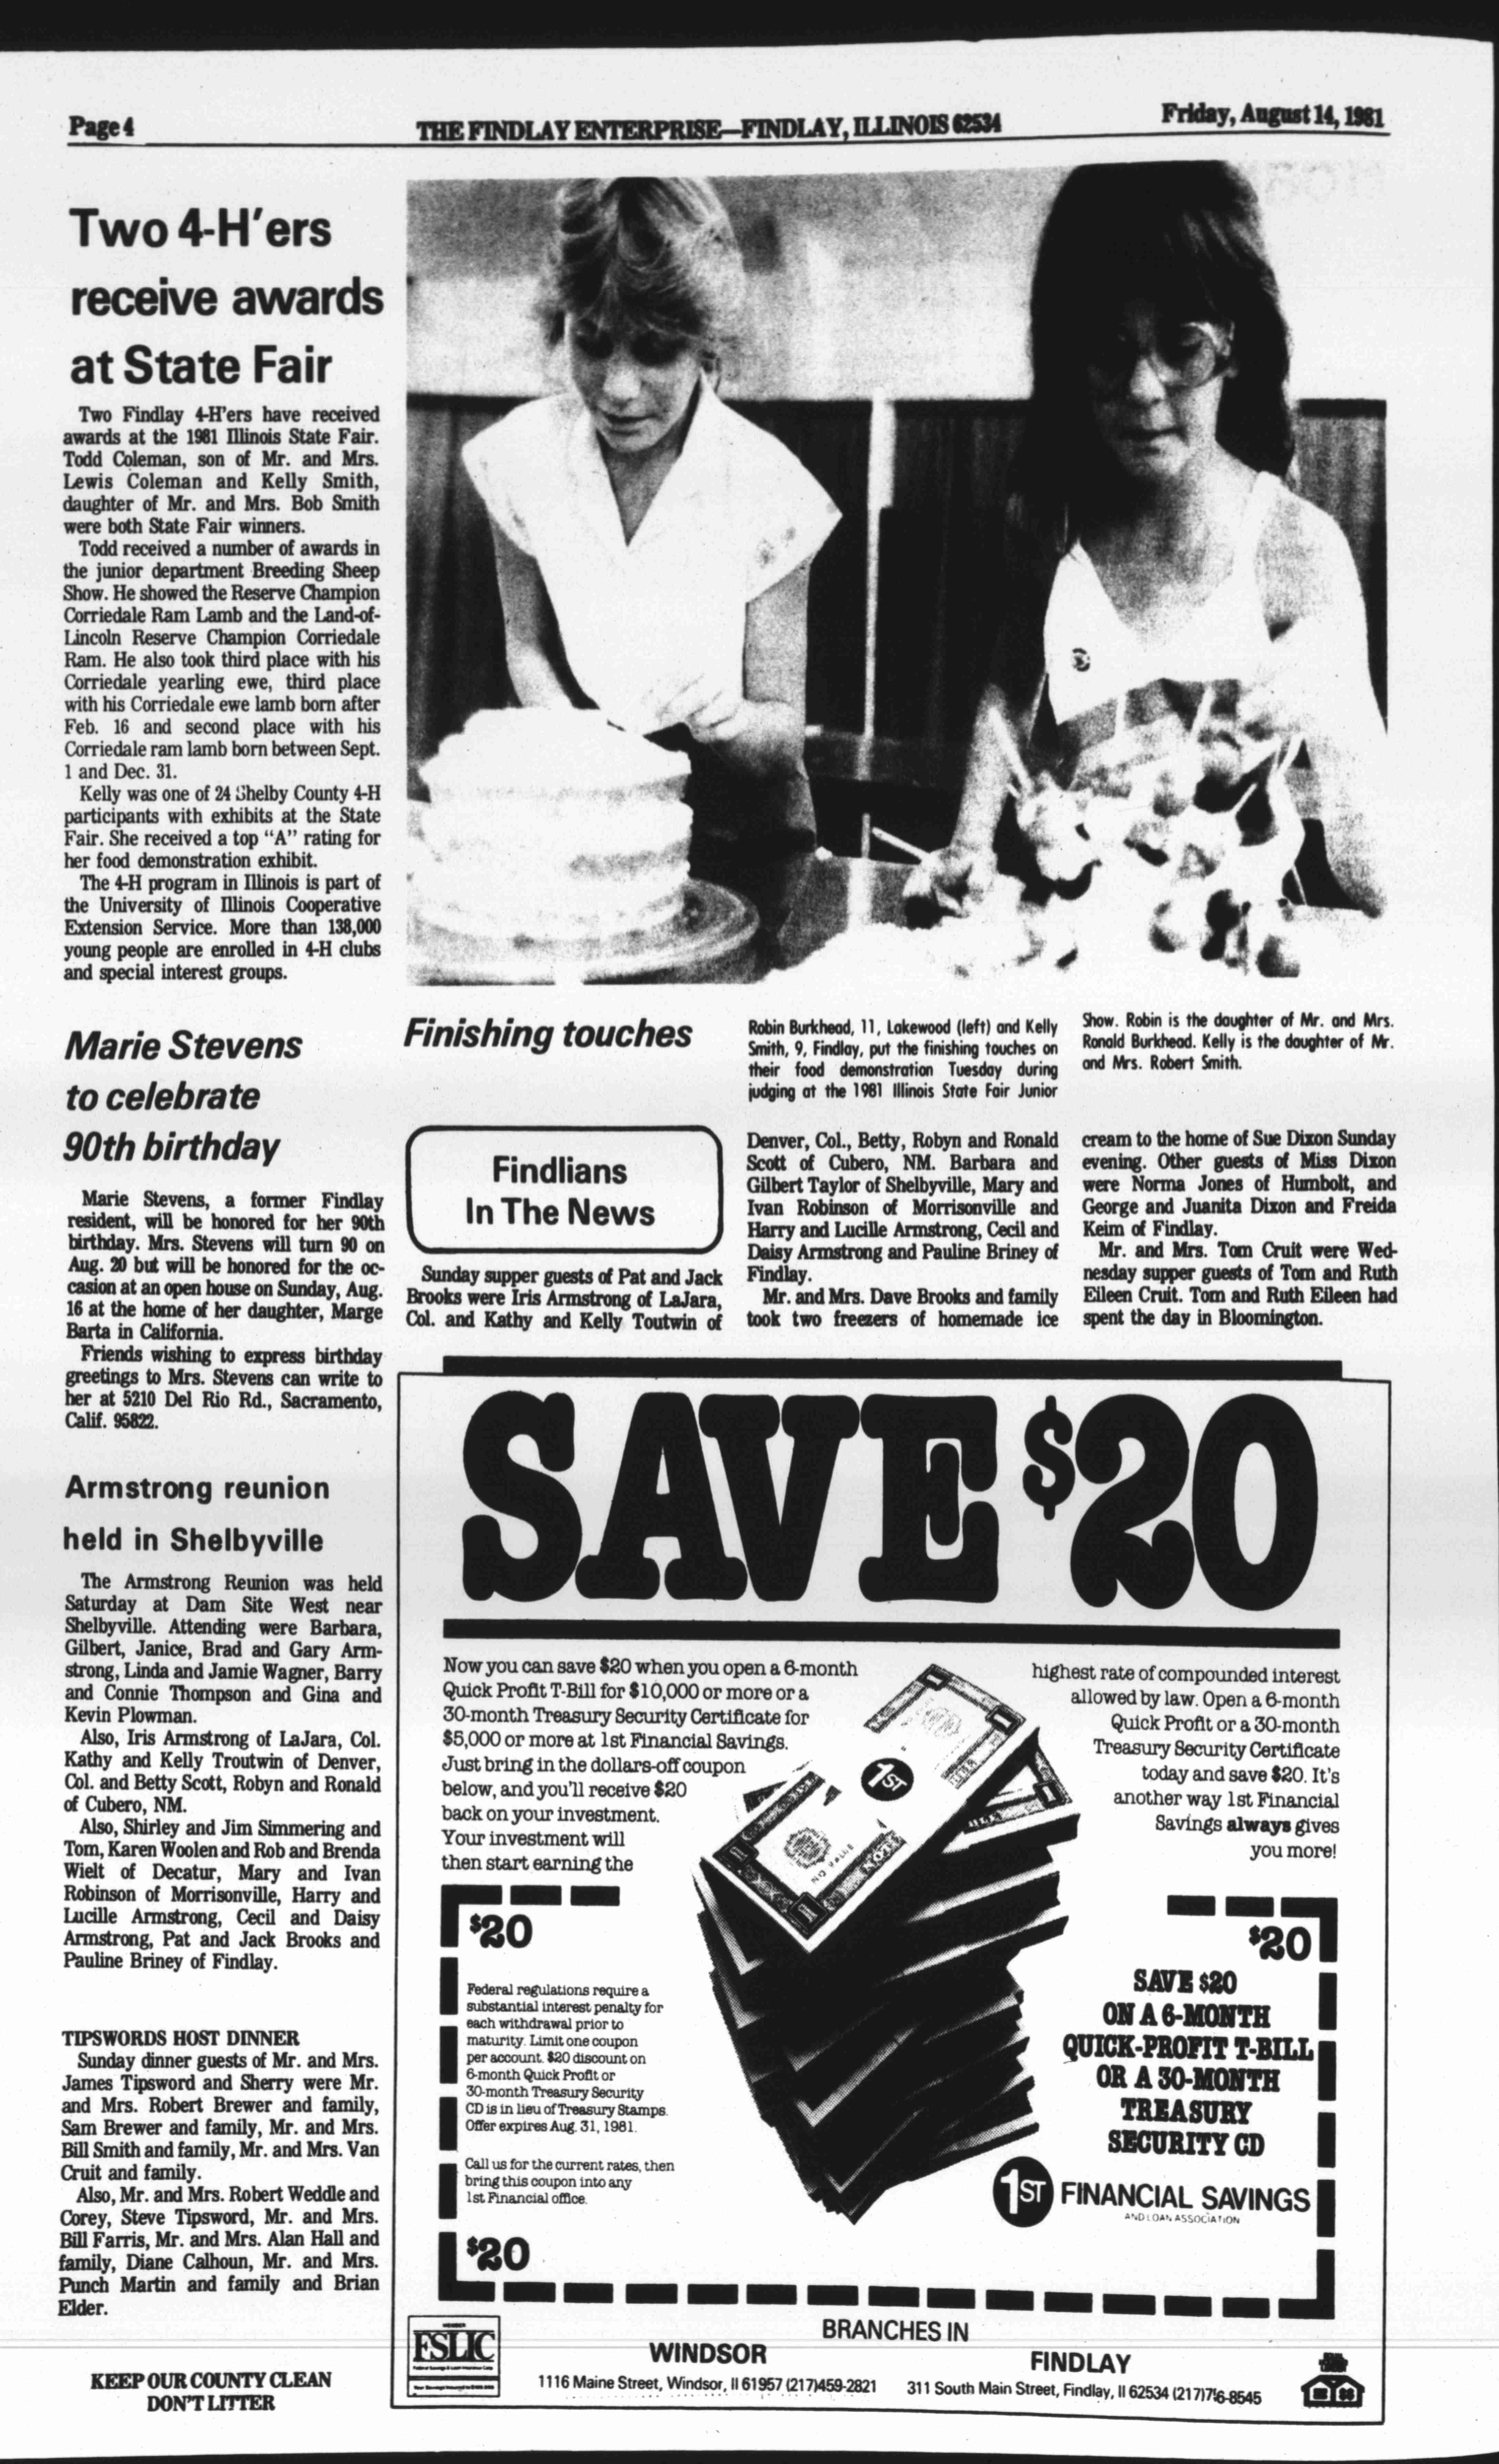 Page 4
THE FINDLAY ENTERPRISE—FINDLAY, ILLINOIS 62534
Friday, August 14, 1981
Two 4-H'ers
receive awards
at State Fair
Two Findlay 4-H'ers have received
awards at the 1981 Illinois State Fair.
Todd Coleman, son of Mr. and Mrs.
Lewis Coleman and Kelly Smith,
daughter of Mr. and Mrs. Bob Smith
were both State Fair winners.
Todd received a number of awards in
the junior department Breeding Sheep
Show. He showed the Reserve Champion
Corriedale Ram Lamb and the Land-of-
Lincoln Reserve Champion Corriedale
Ram. He also took third place with his
Corriedale yearling ewe, third place
with his Corriedale ewe lamb born after
Feb. 16 and second place with his
Corriedale ram lamb born between Sept.
1 and Dec. 31.
Kelly was one of 24 Shelby County 4-H
participants with exhibits at the State
Fair. She received a top "A" rating for
her food demonstration exhibit.
The 4-H program in Illinois is part of
the University of Illinois Cooperative
Extension Service. More than 138,000
young people are enrolled in 4-H clubs
and special interest groups.
Marie Stevens
to celebrate
90th birthday
Marie Stevens, a former Findlay
resident, will be honored for her 90th
birthday. Mrs. Stevens will turn 90 on
Aug. 20 but will be honored for the oc-
casion at an open house on Sunday, Aug.
16 at the home of her daughter, Marge
Barta in California.
Friends wishing to express birthday
greetings to Mrs. Stevens can write to
her at 5210 Del Rio Rd., Sacramento,
Calif. 95822.
Armstrong reunion
held in Shelbyville
The Armstrong Reunion was held
Saturday at Dam Site West near
Shelbyville. Attending were Barbara,
Gilbert, Janice, Brad and Gary Arm-
strong, Linda and Jamie Wagner, Barry
and Connie Thompson and Gina and
Kevin Plowman.
Also, Iris Armstrong of LaJara, Col.
Kathy and Kelly Troutwin of Denver,
Col. and Betty Scott, Robyn and Ronald
of Cubero, NM.
Also, Shirley and Jim Simmering and
Tom, Karen Woolen and Rob and Brenda
Wielt of Decatur, Mary and Ivan
Robinson of Morrisonville, Harry and
Lucille Armstrong, Cecil and Daisy
Armstrong, Pat and Jack Brooks and
Pauline Briney of Findlay.
TIPSWORDS HOST DINNER
Sunday dinner guests of Mr. and Mrs.
James Tipsword and Sherry were Mr.
and Mrs. Robert Brewer and family,
Sam Brewer and family, Mr. and Mrs.
Bill Smith and family, Mr. and Mrs. Van
Cruit and family.
Also, Mr. and Mrs. Robert Weddle and
Corey, Steve Tipsword, Mr. and Mrs.
Bill Farris, Mr. and Mrs. Alan Hall and
family, Diane Calhoun, Mr. and Mrs.
Punch Martin and family and Brian
Elder.
KEEP OUR COUNTY CLEAN
DON'T LITTER
Finishing touches
Robin Burkhead, 11, Lakewood (left) and Kelly
Smith, 9, Findlay, put the finishing touches on
their food demonstration Tuesday during
judging at the 1981 Illinois State Fair Junior
Show. Robin is the daughter of Mr. and Mrs.
Ronald Burkhead. Kelly is the daughter of Mr.
and Mrs. Robert Smith.
Findlians
In The News
Sunday supper guests of Pat and Jack
Brooks were Iris Armstrong of LaJara,
Col. and Kathy and Kelly Toutwin of
Denver, Col., Betty, Robyn and Ronald
Scott of Cubero, NM. Barbara and
Gilbert Taylor of Shelbyville, Mary and
Ivan Robinson of Morrisonville and
Harry and Lucille Armstrong, Cecil and
Daisy Armstrong and Pauline Briney of
Findlay.
Mr. and Mrs. Dave Brooks and family
took two freezers of homemade ice
cream to the home of Sue Dixon Sunday
evening. Other guests of Miss Dixon
were Norma Jones of Humbolt, and
George and Juanita Dixon and Freida
Keim of Findlay.
Mr. and Mrs. Tom Cruit were Wed-
nesday supper guests of Tom and Ruth
Eileen Cruit. Tom and Ruth Eileen had
spent the day in Bloomington.
SAVE $20
Now you can save $20 when you open a 6-month
Quick Profit T-Bill for $10,000 or more or a
30-month Treasury Security Certificate for
$5,000 or more at 1st Financial Savings.
Just bring in the dollars-off coupon
below, and you'll receive $20
back on your investment.
Your investment will
then start earning the
highest rate of compounded interest
allowed by law. Open a 6-month
Quick Profit or a 30-month
Treasury Security Certificate
today and save $20. It's
another way 1st Financial
Savings always gives
you more!
1ST
NO VALUE
NOTE
$20
Federal regulations require a
substantial interest penalty for
each withdrawal prior to
maturity. Limit one coupon
per account. $20 discount on
6-month Quick Profit or
30-month Treasury Security
CD is in lieu of Treasury Stamps.
Offer expires Aug. 31, 1981.
Call us for the current rates, then
bring this coupon into any
1st Financial office.
$20
$20
SAVE $20
ON A 6-MONTH
QUICK-PROFIT T-BILL
OR A 30-MONTH
TREASURY
SECURITY CD
1ST FINANCIAL SAVINGS
AND LOAN ASSOCIATION
MEMBER
FSLIC
Federal Savings & Loan Insurance Corp.
BRANCHES IN
WINDSOR
1116 Maine Street, Windsor, Il 61957 (217)459-2821
FINDLAY
311 South Main Street, Findlay, Il 62534 (217)756-8545